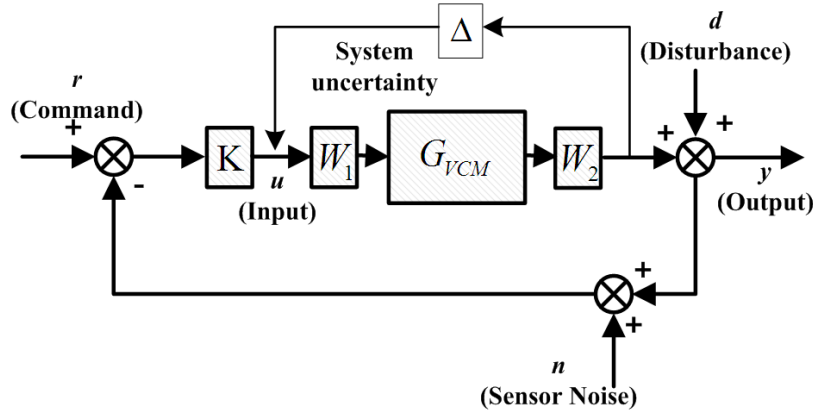 r
(Command)
+
-
K
System
uncertainty
Δ
u
(Input)
W1
GVCM
W2
d
(Disturbance)
+
+
y
(Output)
+
+
n
(Sensor Noise)